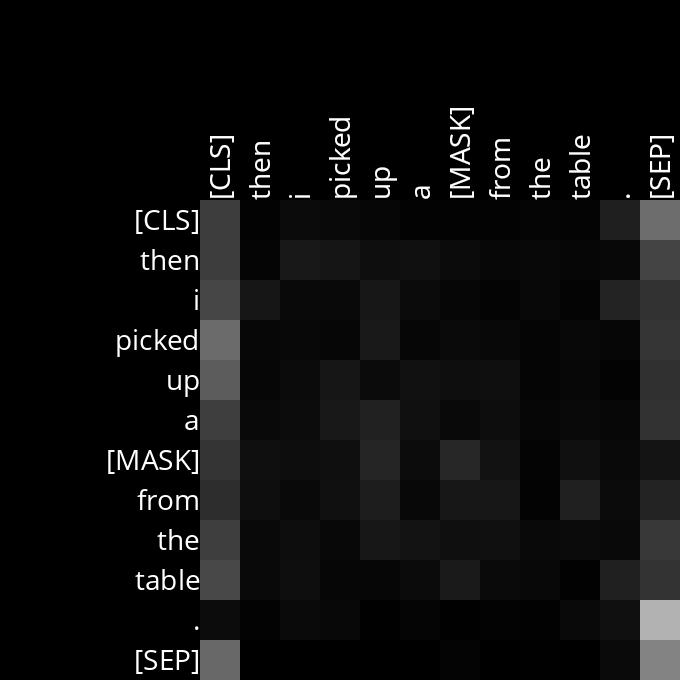 [CLS] then i picked up a [MASK] from the table . [SEP]
[CLS]
then
i
picked
up
a
[MASK]
from
the
table
.
[SEP]